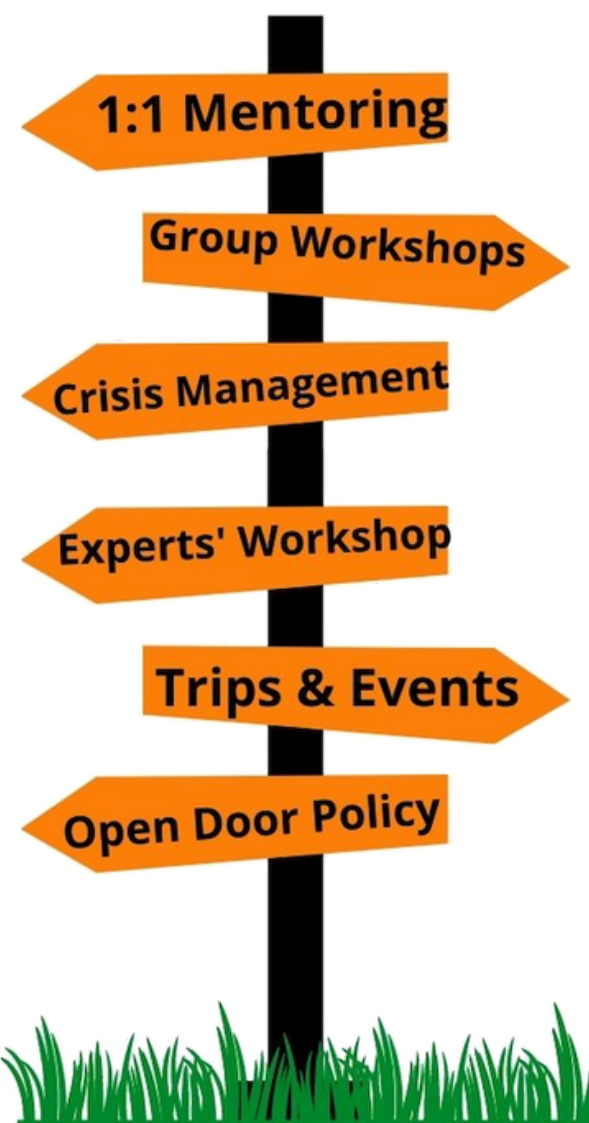 1:1 Mentoring
Group Workshops
Crisis Management
Experts' Workshop
Trips & Events
Open Door Policy